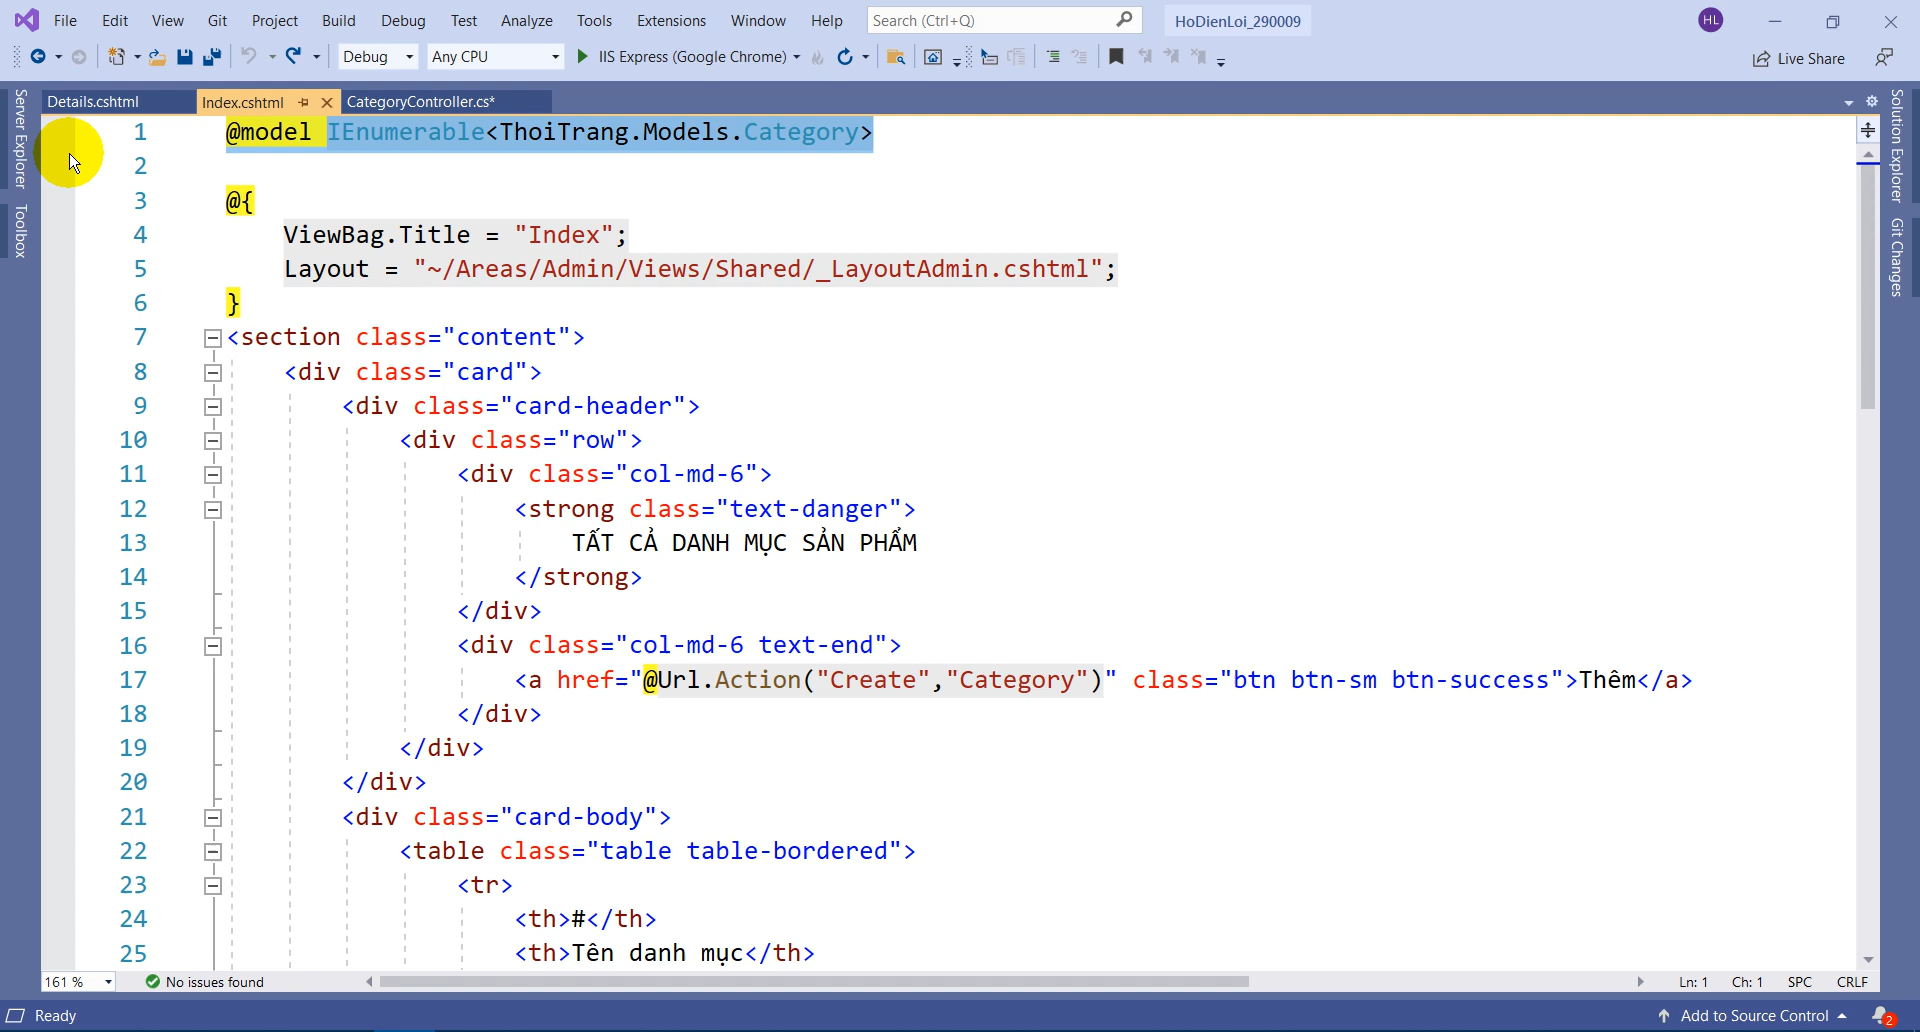 File Edit View Git Project Build Debug Test Analyze Tools Extensions Window Help Search (Ctrl+Q) HoDienLoi_290009 HL
Debug Any CPU IIS Express (Google Chrome) Live Share
Server Explorer
Toolbox
Details.cshtml Index.cshtml CategoryController.cs*
Solution Explorer
Git Changes
1 @model IEnumerable<ThoiTrang.Models.Category>
2
3 @{
4 ViewBag.Title = "Index";
5 Layout = "~/Areas/Admin/Views/Shared/_LayoutAdmin.cshtml";
6 }
7 <section class="content">
8 <div class="card">
9 <div class="card-header">
10 <div class="row">
11 <div class="col-md-6">
12 <strong class="text-danger">
13 TẤT CẢ DANH MỤC SẢN PHẨM
14 </strong>
15 </div>
16 <div class="col-md-6 text-end">
17 <a href="@Url.Action("Create","Category")" class="btn btn-sm btn-success">Thêm</a>
18 </div>
19 </div>
20 </div>
21 <div class="card-body">
22 <table class="table table-bordered">
23 <tr>
24 <th>#</th>
25 <th>Tên danh mục</th>
161 % No issues found Ln: 1 Ch: 1 SPC CRLF
Ready Add to Source Control 2